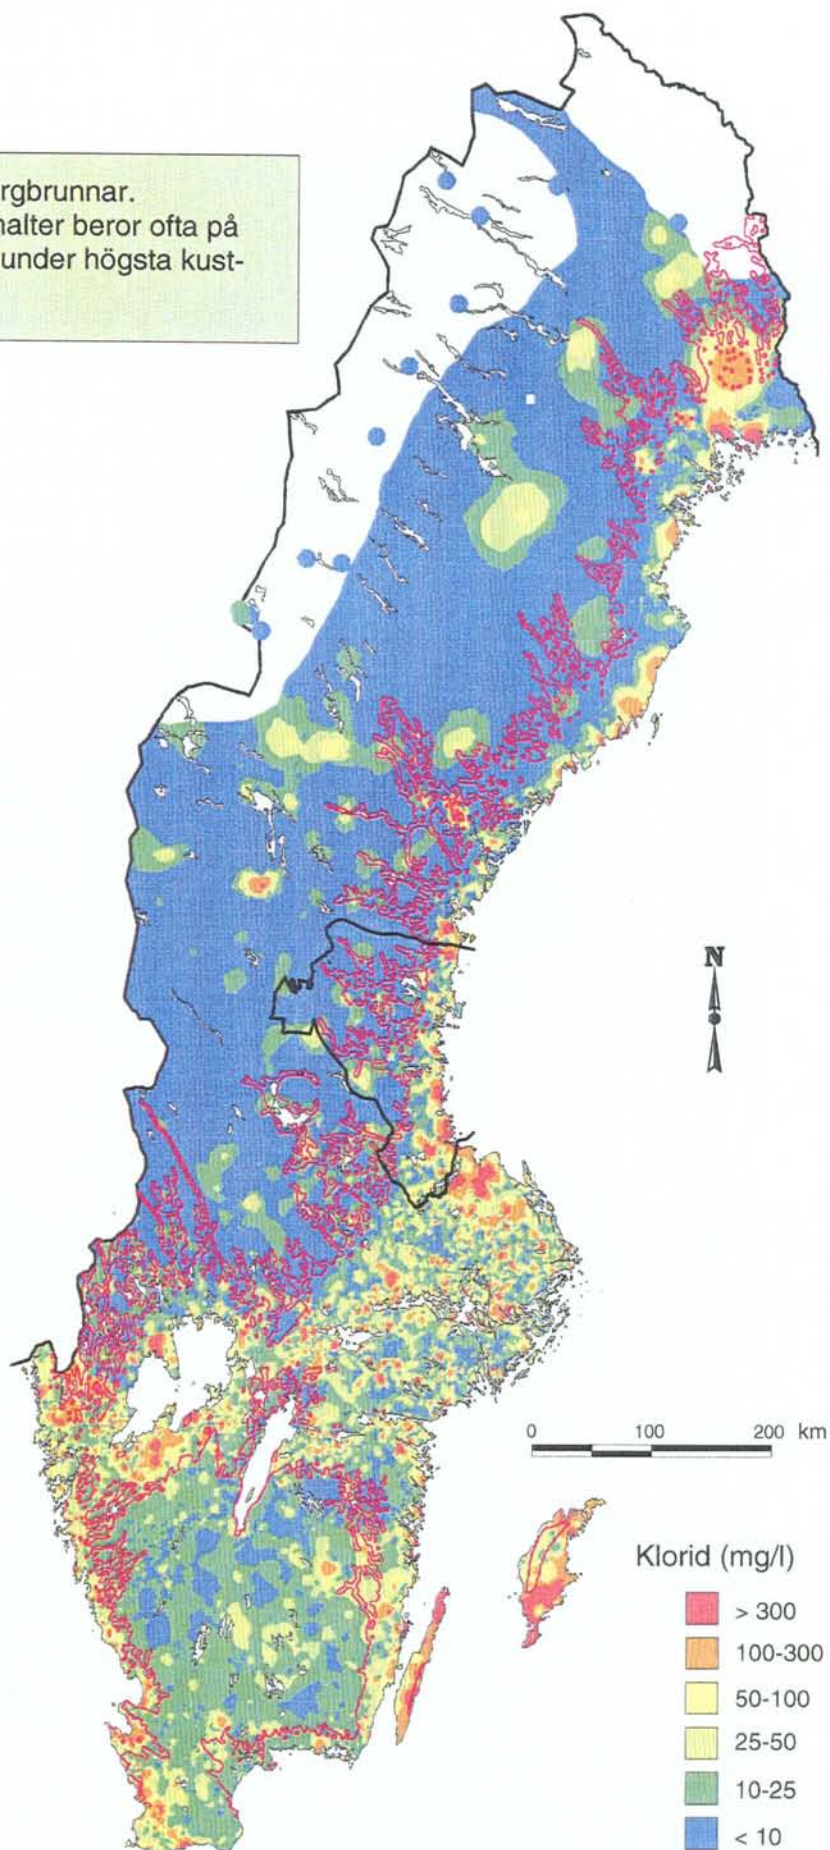 rgbrunnar.
halter beror ofta på
under högsta kust-
N
0 100 200 km
Klorid (mg/l)
> 300
100-300
50-100
25-50
10-25
< 10